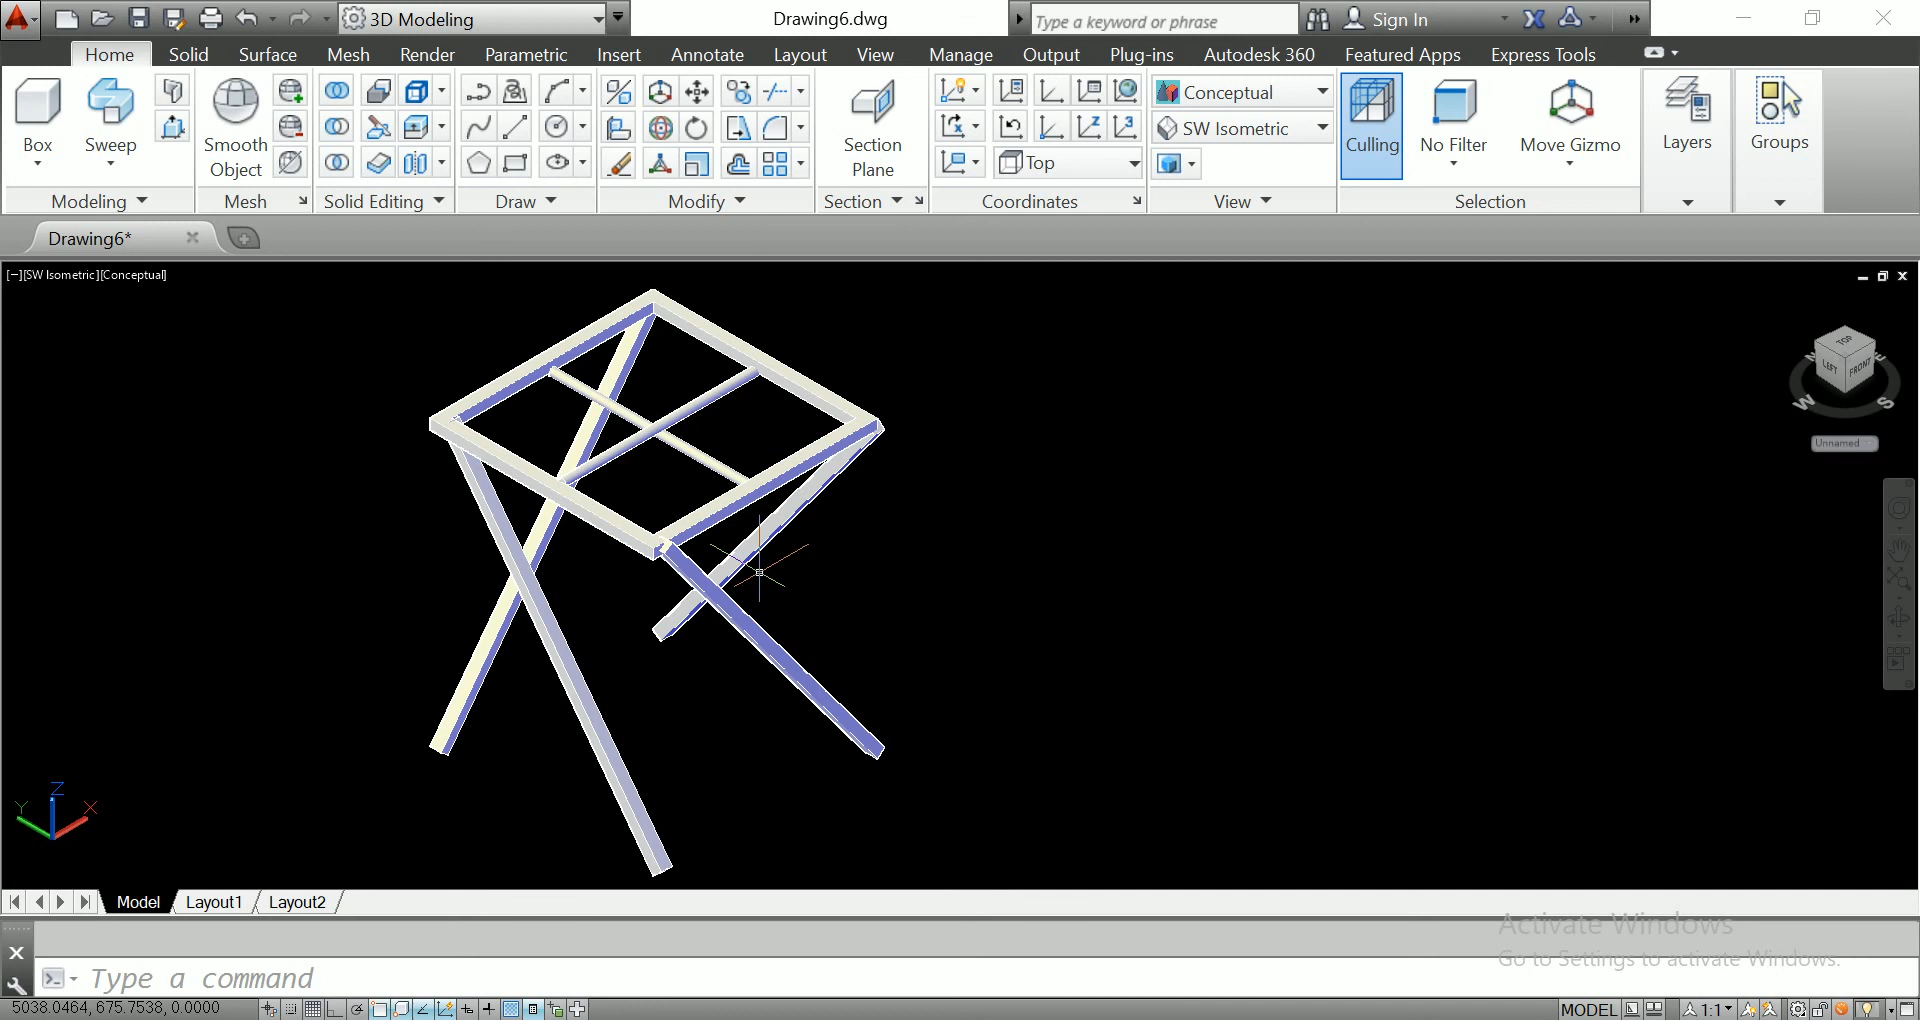 3D Modeling
Drawing6.dwg
Type a keyword or phrase
Sign In
Home Solid Surface Mesh Render Parametric Insert Annotate Layout View Manage Output Plug-ins Autodesk 360 Featured Apps Express Tools
Box
Sweep
Smooth Object
Section Plane
Conceptual
SW Isometric
Top
Culling
No Filter
Move Gizmo
Layers
Groups
Modeling Mesh Solid Editing Draw Modify Section Coordinates View Selection
Drawing6*
[−][SW Isometric][Conceptual]
TOP
LEFT FRONT
N E
W S
Unnamed
Z
Y X
Model Layout1 Layout2
Activate Windows
Go to Settings to activate Windows.
Type a command
5038.0464, 675.7538, 0.0000
MODEL
1:1